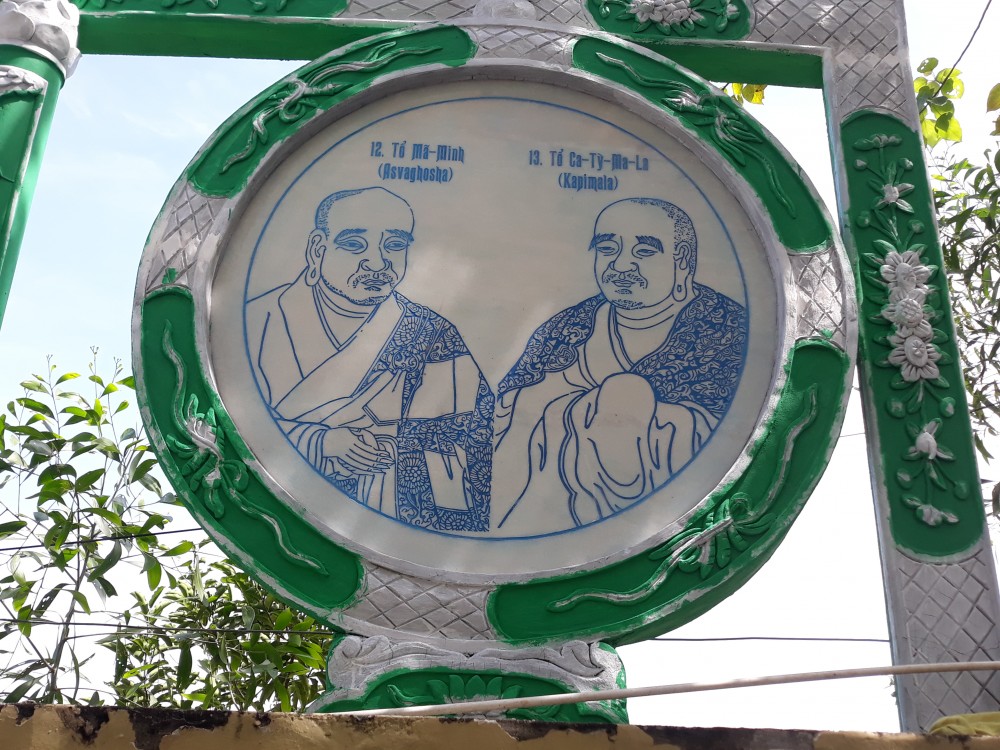 12. Tổ Mã-Minh
(Asvaghosha)
13. Tổ Ca-Tỳ-Ma-La
(Kapimala)